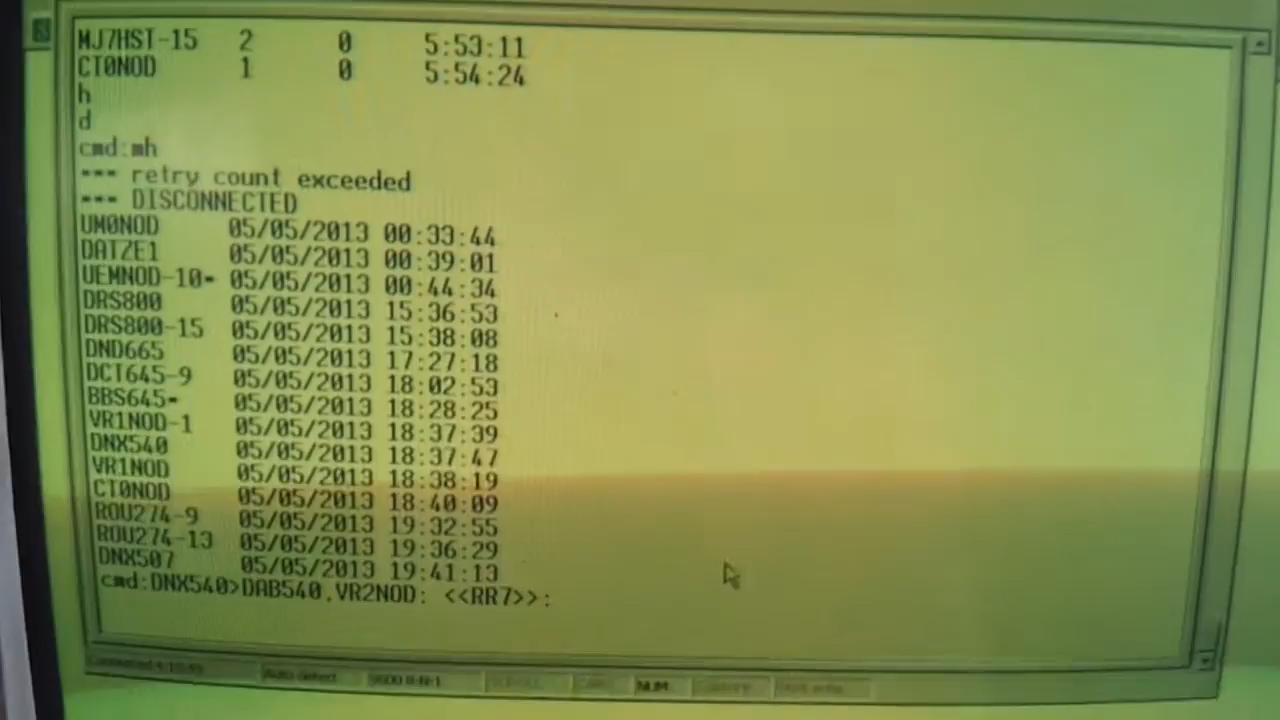 MJ7HST-15 2 0 5:53:11
CT0NOD 1 0 5:54:24
h
d
cmd:mh
*** retry count exceeded
*** DISCONNECTED
UM0NOD 05/05/2013 00:33:44
DATZE1 05/05/2013 00:39:01
UEMNOD-10* 05/05/2013 00:44:34
DRS800 05/05/2013 15:36:53
DRS800-15 05/05/2013 15:38:08
DND665 05/05/2013 17:27:18
DCT645-9 05/05/2013 18:02:53
BBS645* 05/05/2013 18:28:25
VR1NOD-1 05/05/2013 18:37:39
DNX540 05/05/2013 18:37:47
VR1NOD 05/05/2013 18:38:19
CT0NOD 05/05/2013 18:40:09
ROU274-9 05/05/2013 19:32:55
ROU274-13 05/05/2013 19:36:29
DNX507 05/05/2013 19:41:13
cmd:DNX540>DAB540,VR2NOD: <<RR7>>:
Auto detect 9600 8-N-1 NUM